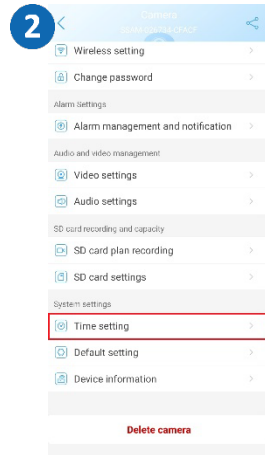 2
Camera
Wireless setting
Change password
Alarm Settings
Alarm management and notification
Audio and video management
Video settings
Audio settings
SD card recording and capacity
SD card plan recording
SD card settings
System settings
Time setting
Default setting
Device information
Delete camera